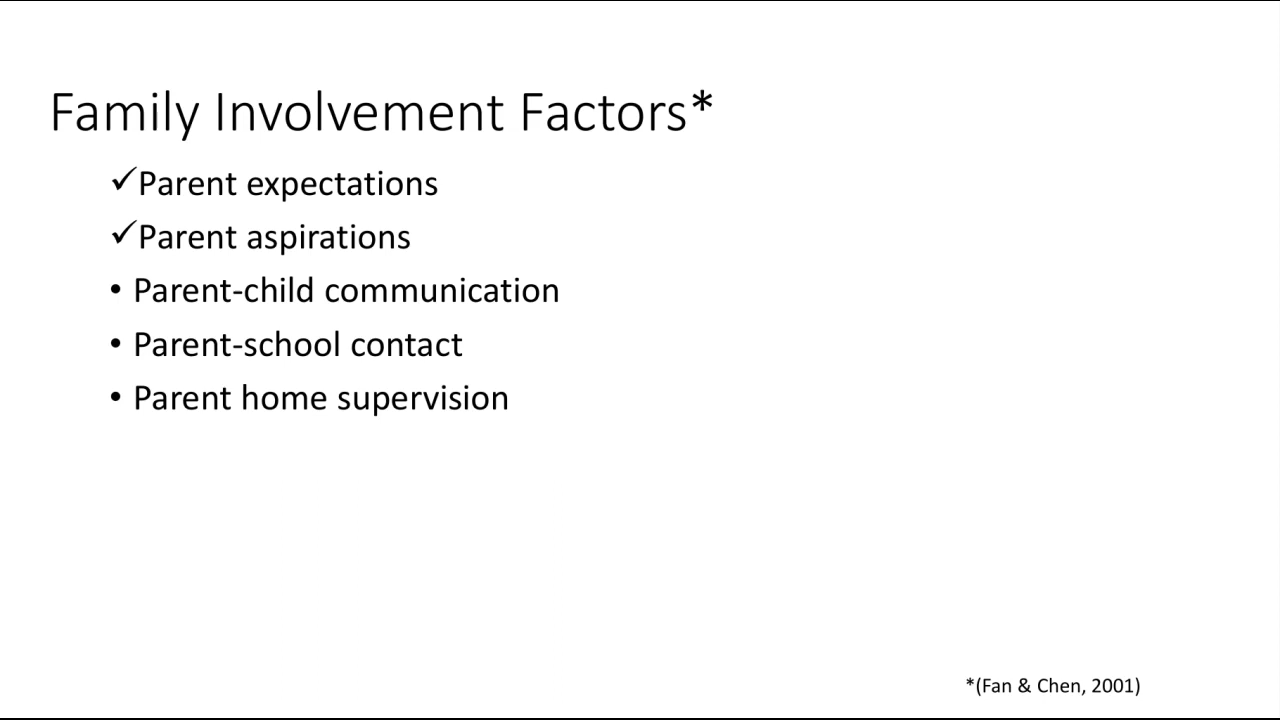 Family Involvement Factors*
✓Parent expectations
✓Parent aspirations
• Parent-child communication
• Parent-school contact
• Parent home supervision
*(Fan & Chen, 2001)